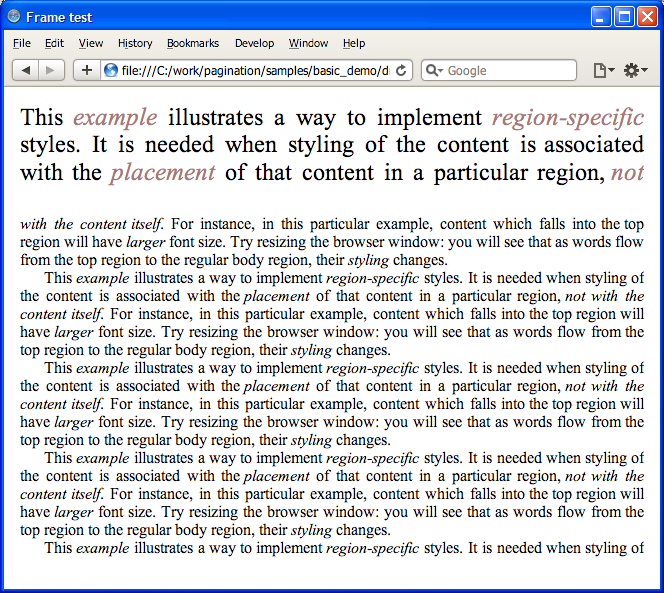 Frame test
File Edit View History Bookmarks Develop Window Help
file:///C:/work/pagination/samples/basic_demo/di Google
This example illustrates a way to implement region-specific
styles. It is needed when styling of the content is associated
with the placement of that content in a particular region, not
with the content itself. For instance, in this particular example, content which falls into the top
region will have larger font size. Try resizing the browser window: you will see that as words flow
from the top region to the regular body region, their styling changes.
This example illustrates a way to implement region-specific styles. It is needed when styling of
the content is associated with the placement of that content in a particular region, not with the
content itself. For instance, in this particular example, content which falls into the top region will
have larger font size. Try resizing the browser window: you will see that as words flow from the
top region to the regular body region, their styling changes.
This example illustrates a way to implement region-specific styles. It is needed when styling of
the content is associated with the placement of that content in a particular region, not with the
content itself. For instance, in this particular example, content which falls into the top region will
have larger font size. Try resizing the browser window: you will see that as words flow from the
top region to the regular body region, their styling changes.
This example illustrates a way to implement region-specific styles. It is needed when styling of
the content is associated with the placement of that content in a particular region, not with the
content itself. For instance, in this particular example, content which falls into the top region will
have larger font size. Try resizing the browser window: you will see that as words flow from the
top region to the regular body region, their styling changes.
This example illustrates a way to implement region-specific styles. It is needed when styling of